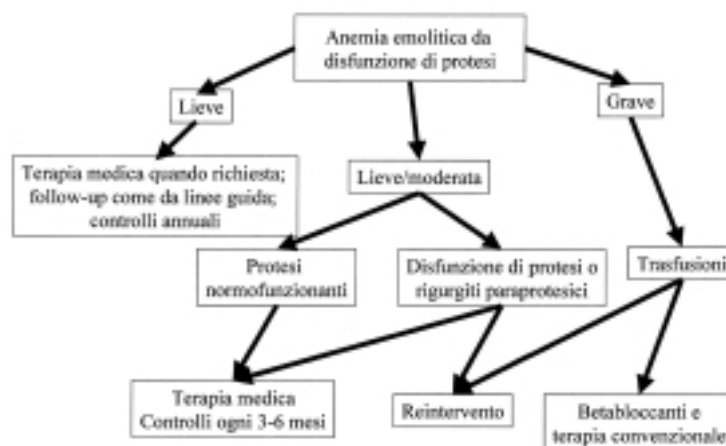 Anemia emolitica da
disfunzione di protesi
Lieve
Grave
Terapia medica quando richiesta;
follow-up come da linee guida;
controlli annuali
Lieve/moderata
Protesi
normofunzionanti
Disfunzione di protesi o
rigurgiti paraprotesici
Trasfusioni
Terapia medica
Controlli ogni 3-6 mesi
Reintervento
Betabloccanti e
terapia convenzionale